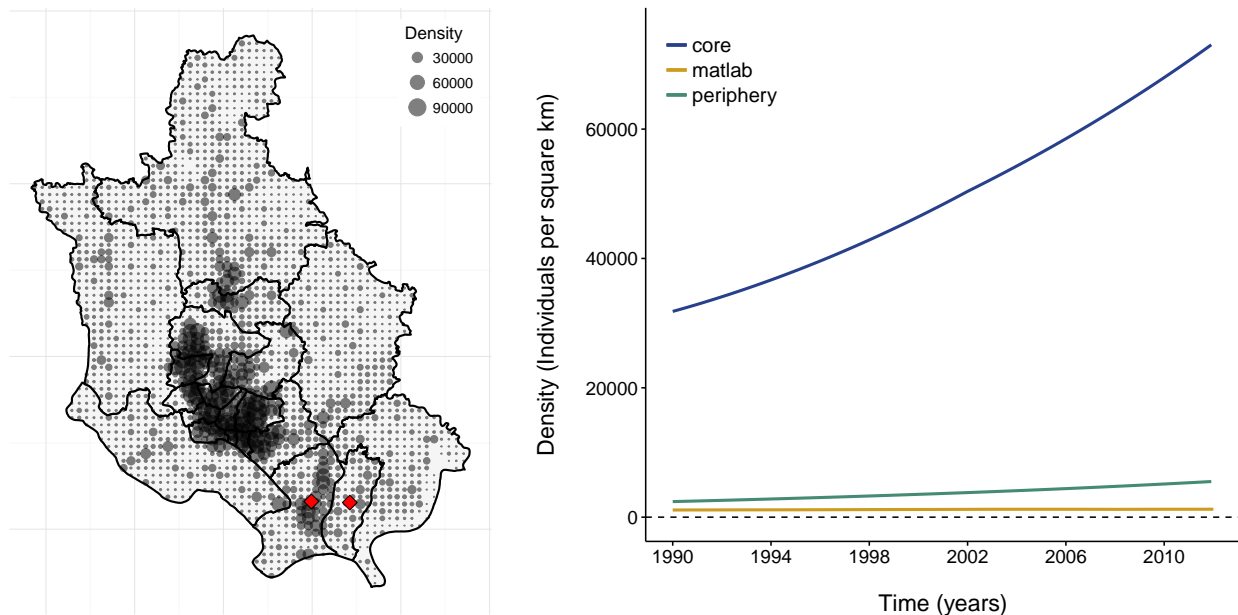 Density
30000
60000
90000
core
matlab
periphery
Density (Individuals per square km)
60000
40000
20000
0
1990 1994 1998 2002 2006 2010
Time (years)